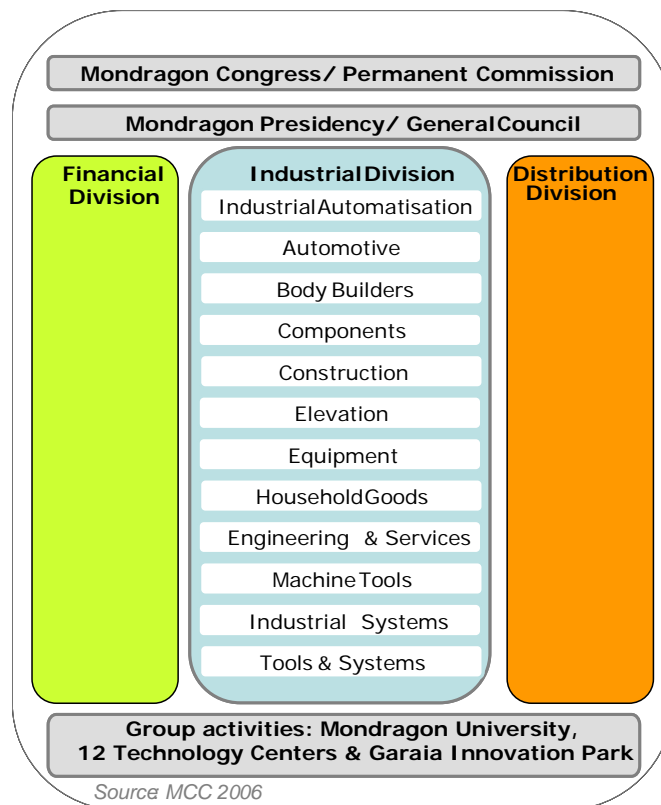 Mondragon Congress/ Permanent Commission
Mondragon Presidency/ General Council
Financial
Division
Industrial Division
Industrial Automatisation
Automotive
Body Builders
Components
Construction
Elevation
Equipment
Household Goods
Engineering & Services
Machine Tools
Industrial Systems
Tools & Systems
Distribution
Division
Group activities: Mondragon University,
12 Technology Centers & Garaia Innovation Park
Source: MCC 2006